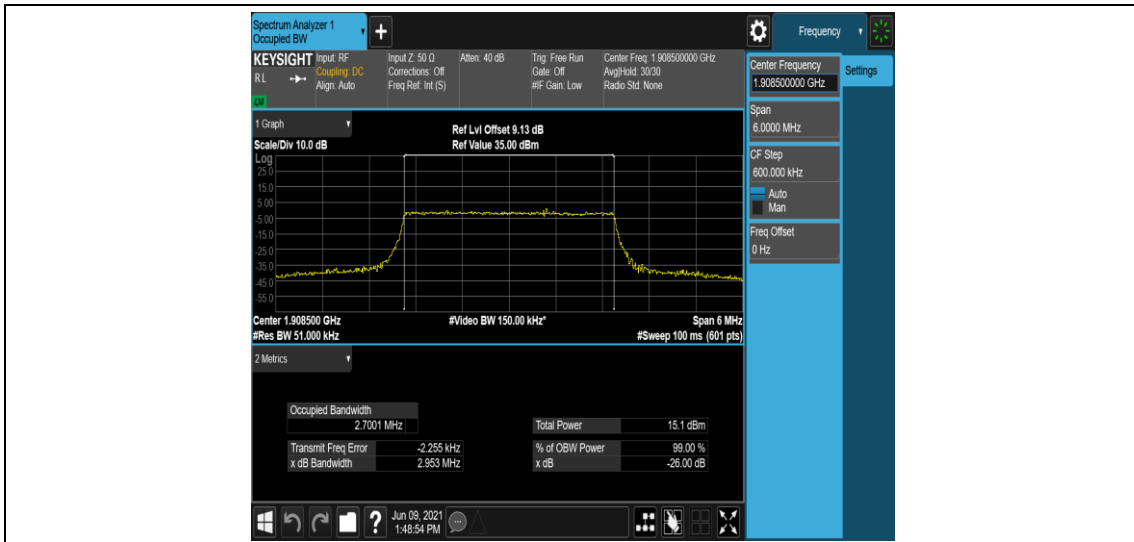 Spectrum Analyzer 1
Occupied BW
+
Frequency
KEYSIGHT
RL
LXI
Input: RF
Coupling: DC
Align: Auto
Input Z: 50 Ω
Corrections: Off
Freq Ref: Int (S)
Atten: 40 dB
Trig: Free Run
Gate: Off
#IF Gain: Low
Center Freq: 1.908500000 GHz
Avg|Hold: 30/30
Radio Std: None
Center Frequency
1.908500000 GHz
Settings
Span
6.0000 MHz
CF Step
600.000 kHz
Auto
Man
Freq Offset
0 Hz
1 Graph
Scale/Div 10.0 dB
Ref Lvl Offset 9.13 dB
Ref Value 35.00 dBm
Log
25.0
15.0
5.00
-5.00
-15.0
-25.0
-35.0
-45.0
-55.0
Center 1.908500 GHz
#Video BW 150.00 kHz*
Span 6 MHz
#Res BW 51.000 kHz
#Sweep 100 ms (601 pts)
2 Metrics
Occupied Bandwidth
2.7001 MHz
Total Power 15.1 dBm
Transmit Freq Error -2.255 kHz
% of OBW Power 99.00 %
x dB Bandwidth 2.953 MHz
x dB -26.00 dB
?
Jun 09, 2021
1:48:54 PM